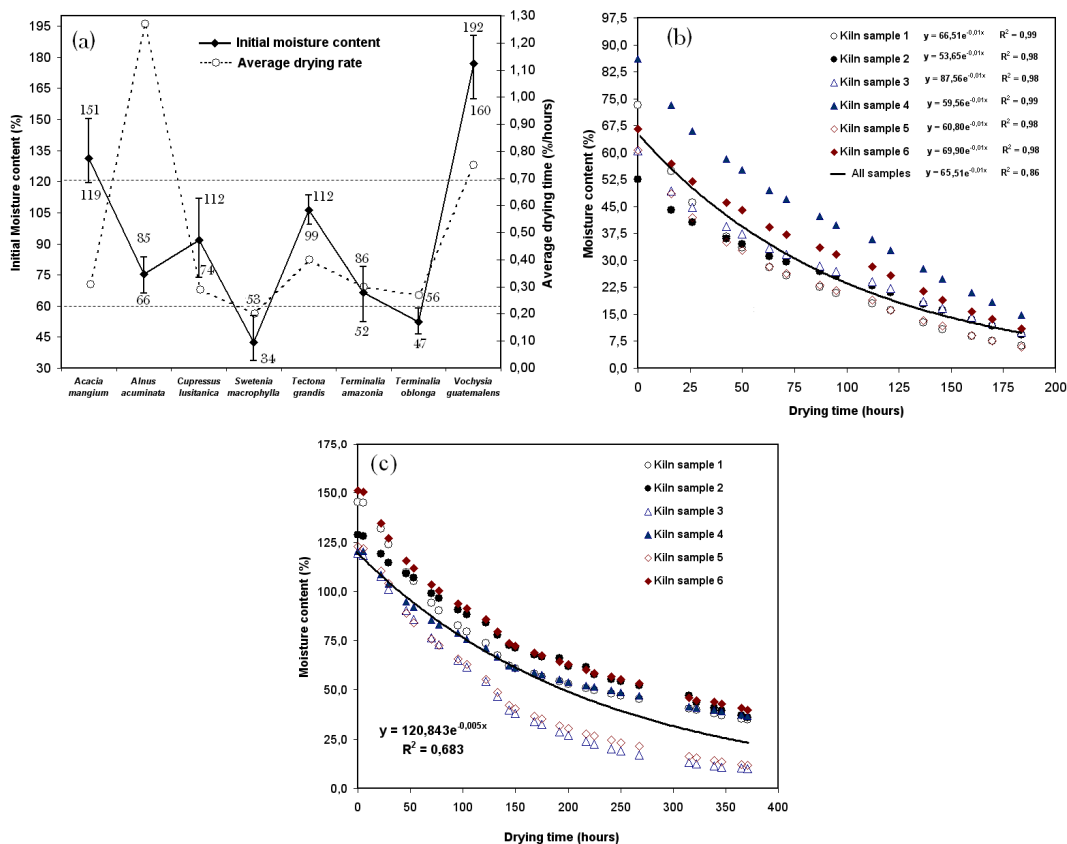 (a)
Initial moisture content
Average drying rate
Initial Moisture content (%)
195
180
165
150
135
120
105
90
75
60
45
30
151
119
85
66
112
74
53
34
112
99
86
52
56
47
192
160
1,30
1,20
1,10
1,00
0,90
0,80
0,70
0,60
0,50
0,40
0,30
0,20
0,10
0,00
Average drying time (%/hours)
Acacia mangium
Alnus acuminata
Cupressus lusitanica
Swetenia macrophylla
Tectona grandis
Terminalia amazonia
Terminalia oblonga
Vochysia guatemalens
(b)
Moisture content (%)
97,5
90,0
82,5
75,0
67,5
60,0
52,5
45,0
37,5
30,0
22,5
15,0
7,5
0,0
Kiln sample 1 y = 66,51e-0,01x R2 = 0,99
Kiln sample 2 y = 53,65e-0,01x R2 = 0,98
Kiln sample 3 y = 87,56e-0,01x R2 = 0,98
Kiln sample 4 y = 59,56e-0,01x R2 = 0,99
Kiln sample 5 y = 60,80e-0,01x R2 = 0,98
Kiln sample 6 y = 69,90e-0,01x R2 = 0,98
All samples y = 65,51e-0,01x R2 = 0,86
0 25 50 75 100 125 150 175 200
Drying time (hours)
(c)
Moisture content (%)
175,0
150,0
125,0
100,0
75,0
50,0
25,0
0,0
Kiln sample 1
Kiln sample 2
Kiln sample 3
Kiln sample 4
Kiln sample 5
Kiln sample 6
y = 120,843e-0,005x
R2 = 0,683
0 50 100 150 200 250 300 350 400
Drying time (hours)